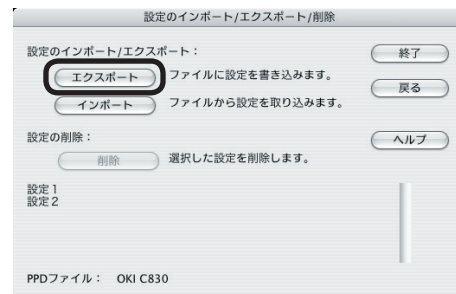 設定のインポート/エクスポート/削除
設定のインポート/エクスポート：
終了
エクスポート ファイルに設定を書き込みます。
戻る
インポート ファイルから設定を取り込みます。
設定の削除：
ヘルプ
削除 選択した設定を削除します。
設定1
設定2
PPDファイル： OKI C830